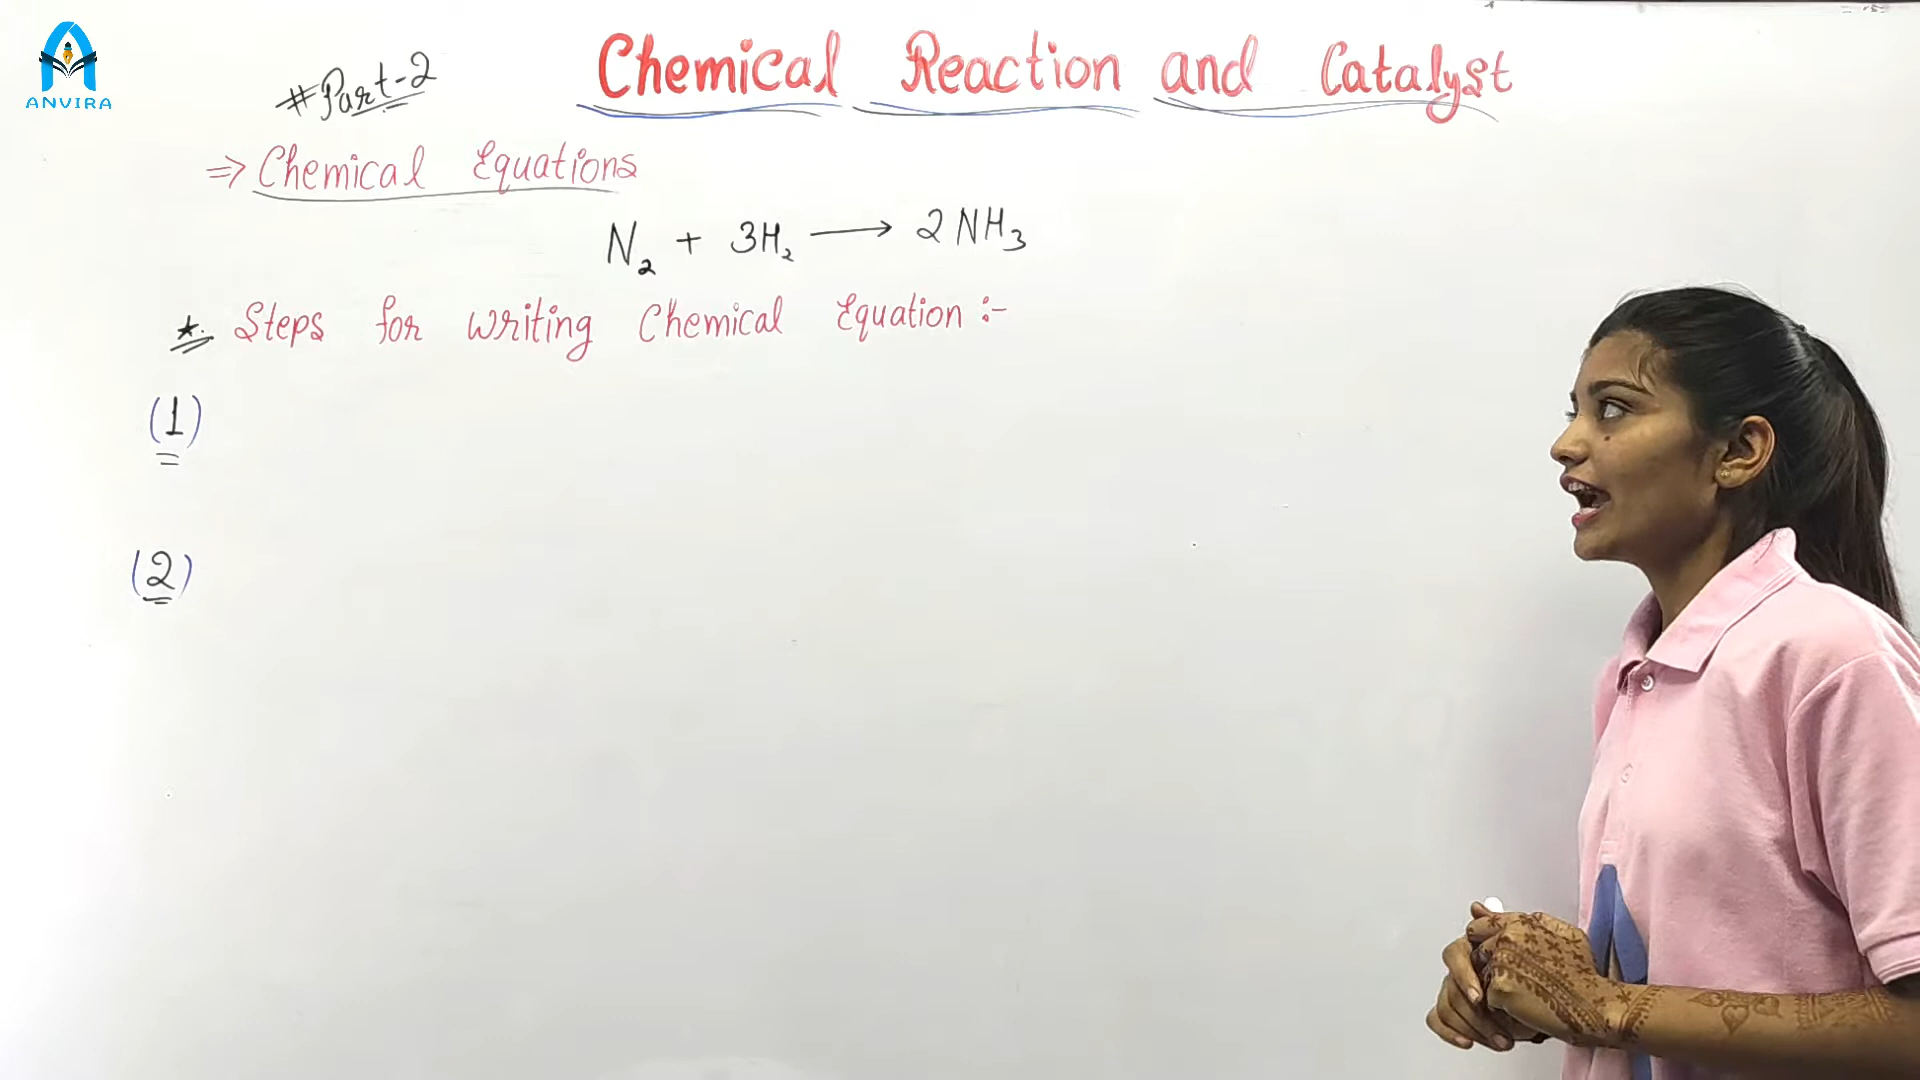 ANVIRA
#Part-2
Chemical Reaction and Catalyst
⇒ Chemical Equations
N₂ + 3H₂ ⟶ 2NH₃
★. Steps for writing Chemical Equation :-
(1)
(2)